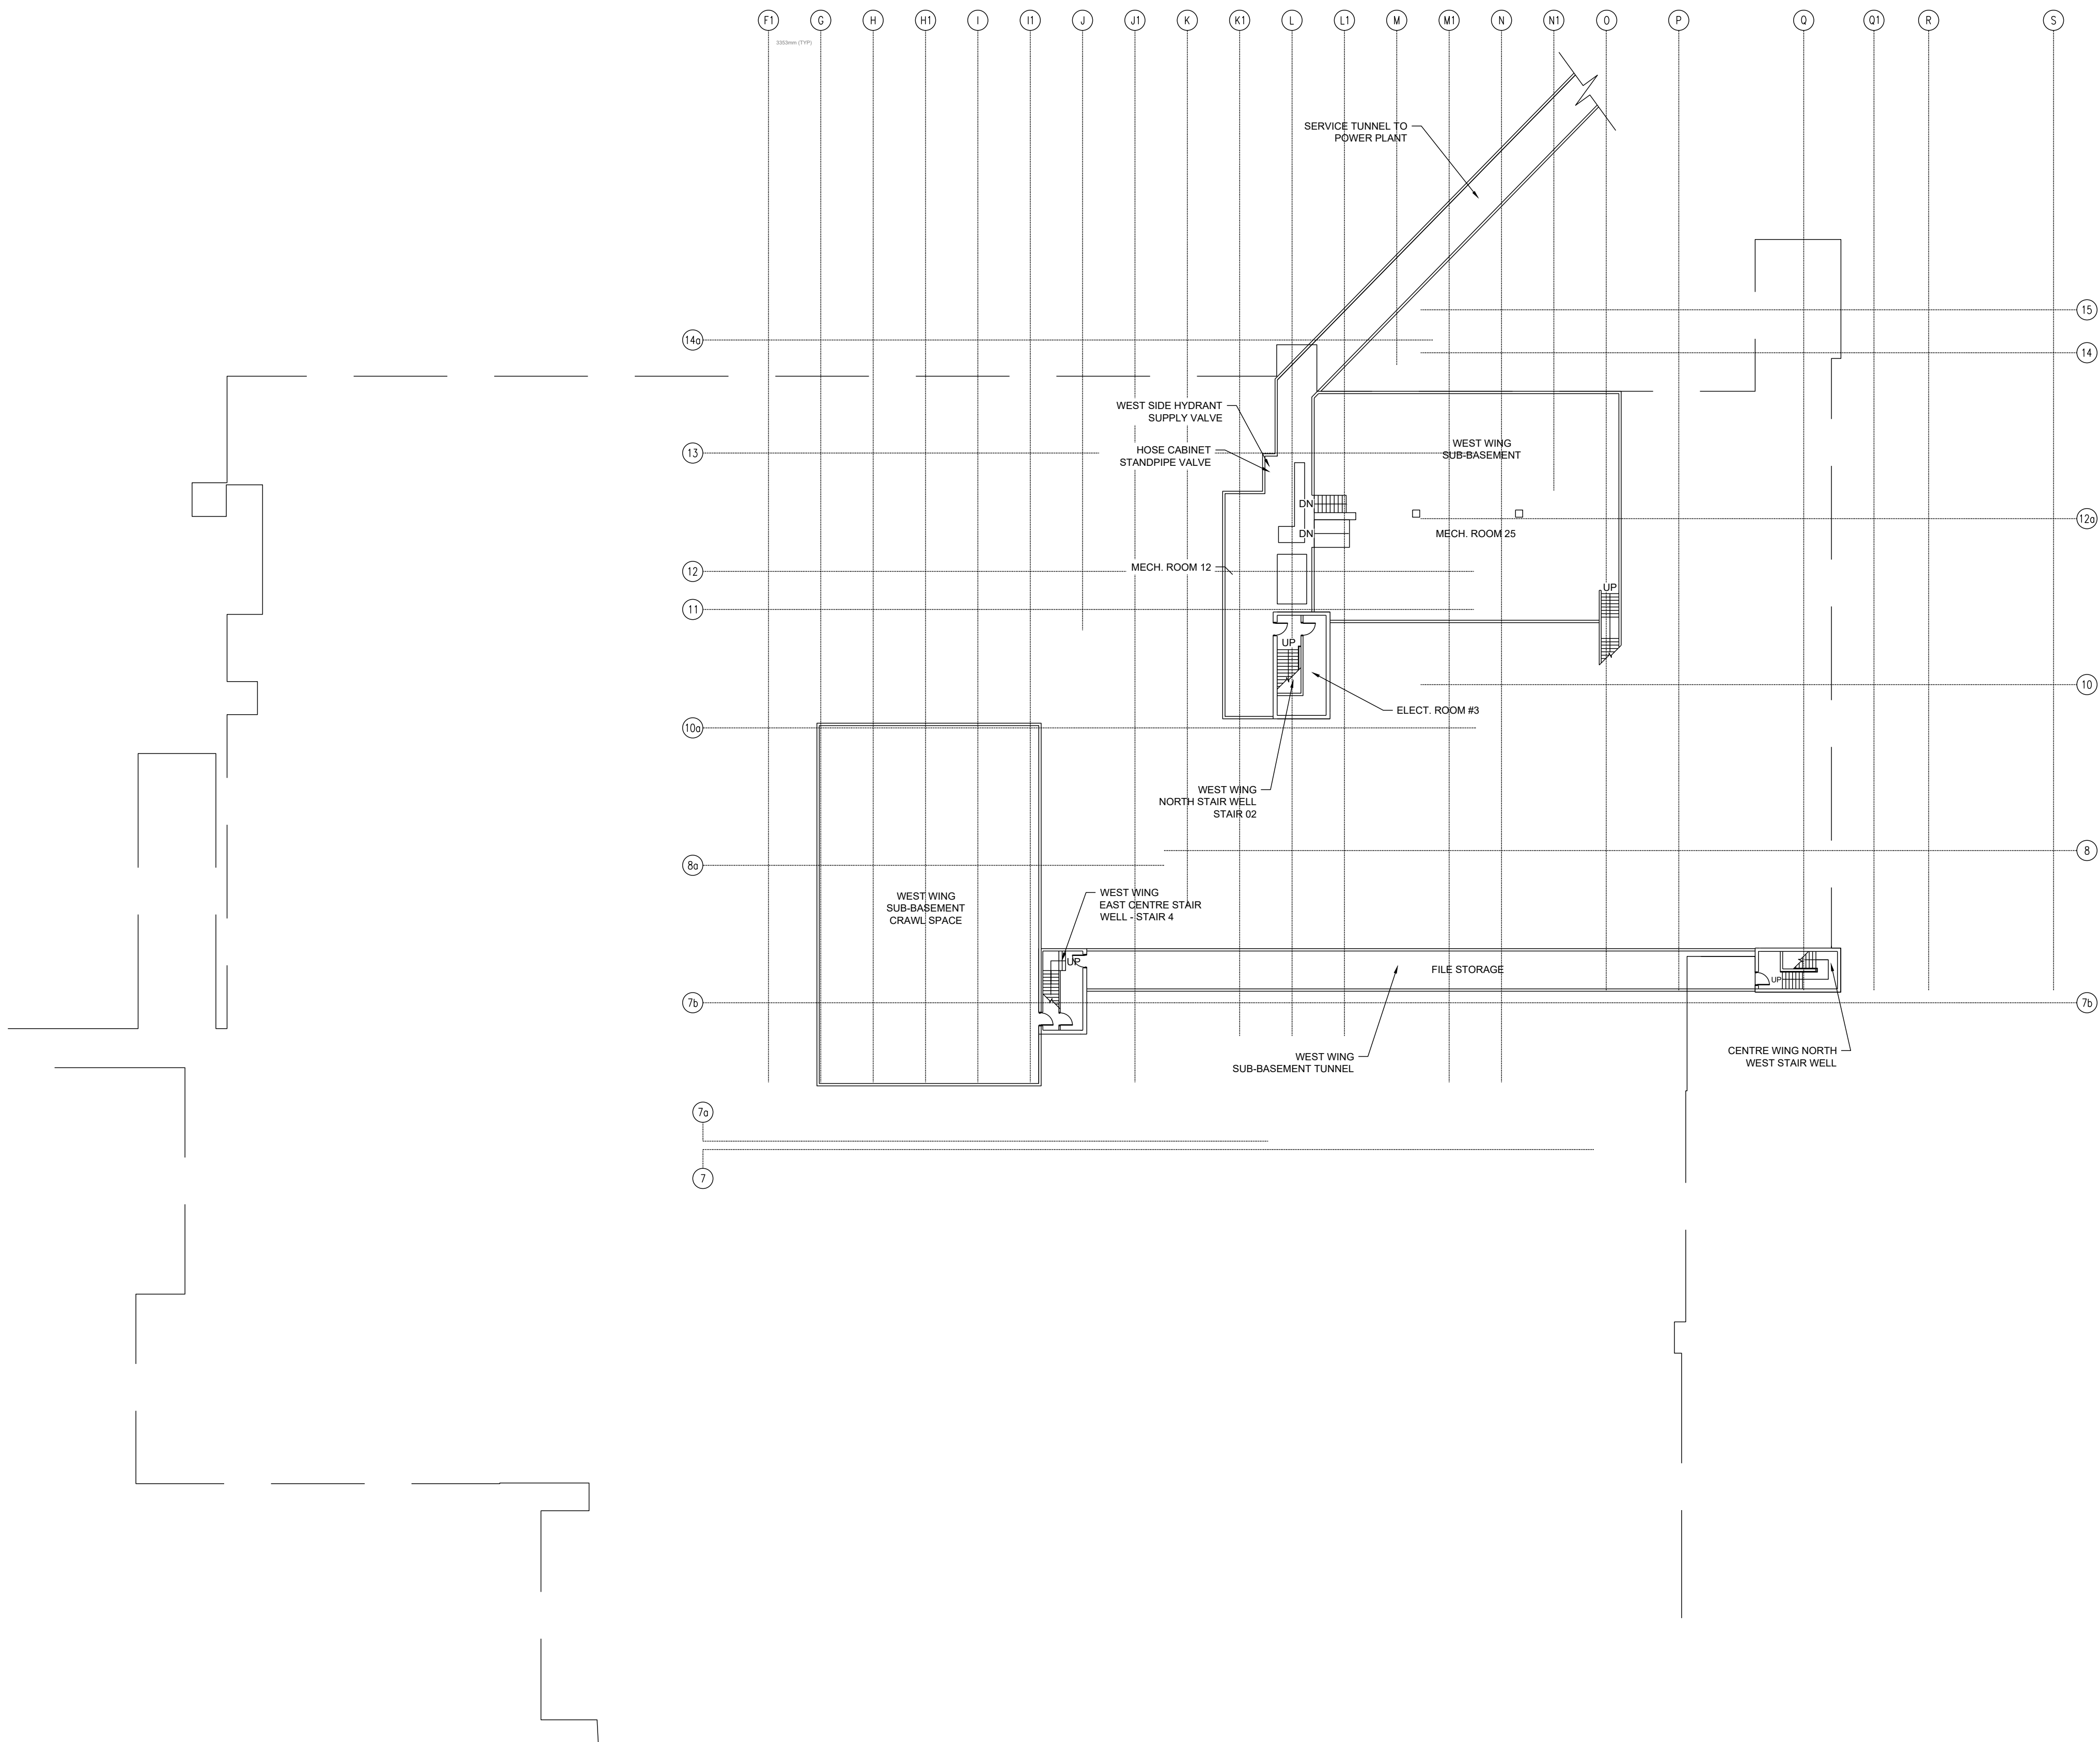 F1
G
H
H1
I
I1
J
J1
K
K1
L
L1
M
M1
N
N1
O
P
Q
Q1
R
S
3353mm (TYP)
SERVICE TUNNEL TO
POWER PLANT
15
14a
14
WEST SIDE HYDRANT
SUPPLY VALVE
HOSE CABINET
STANDPIPE VALVE
13
WEST WING
SUB-BASEMENT
DN
DN
MECH. ROOM 25
12a
MECH. ROOM 12
12
UP
11
UP
10
ELECT. ROOM #3
10a
WEST WING
NORTH STAIR WELL
STAIR 02
8
8a
WEST WING
SUB-BASEMENT
CRAWL SPACE
WEST WING
EAST CENTRE STAIR
WELL - STAIR 4
UP
FILE STORAGE
UP
7b
7b
WEST WING
SUB-BASEMENT TUNNEL
CENTRE WING NORTH
WEST STAIR WELL
7a
7